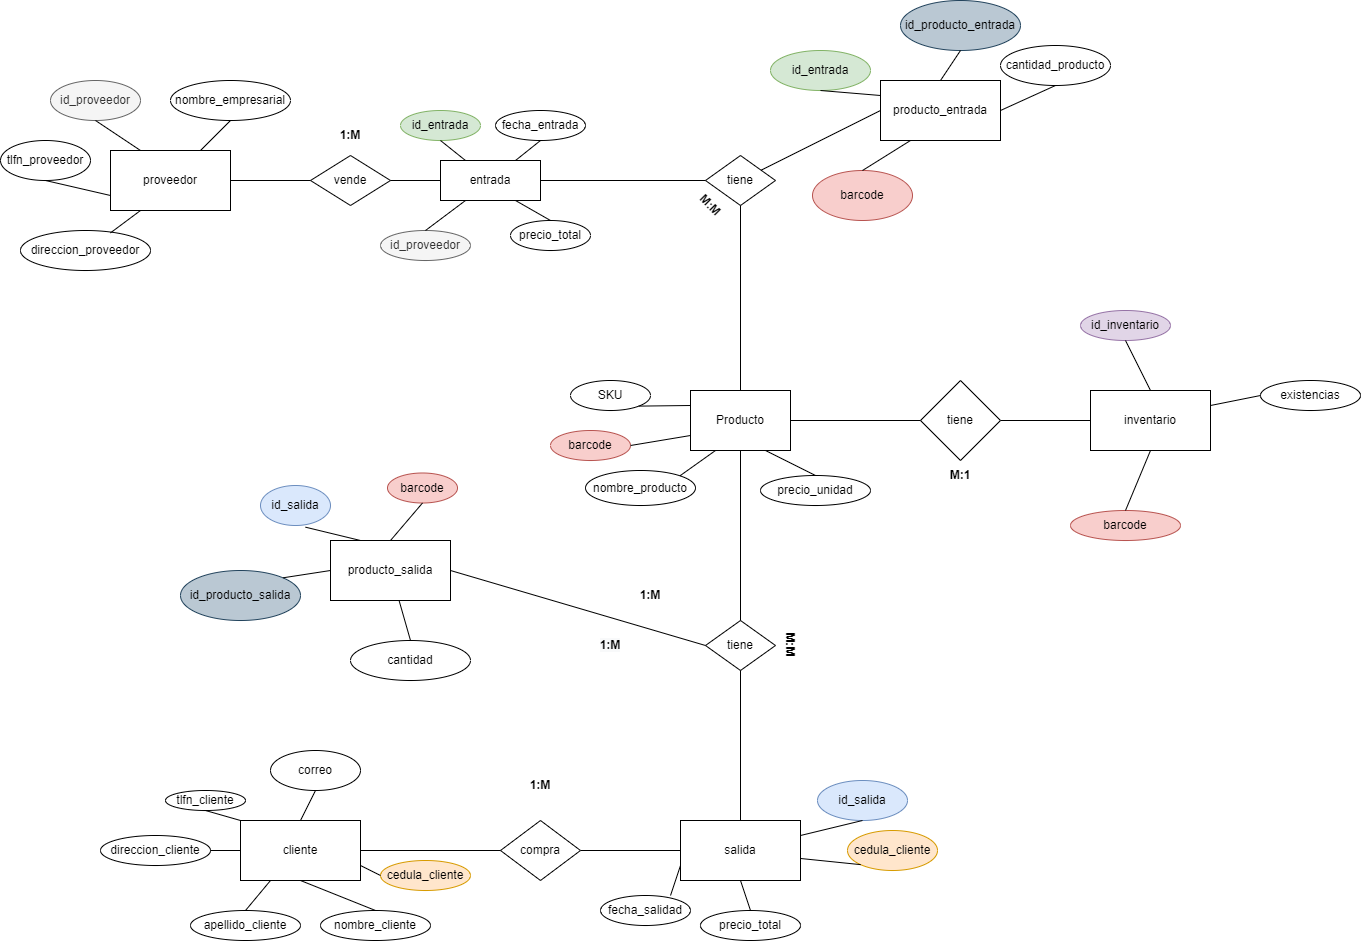 id_producto_entrada
id_entrada
cantidad_producto
producto_entrada
id_proveedor
nombre_empresarial
id_entrada
fecha_entrada
1:M
tlfn_proveedor
proveedor
vende
entrada
tiene
barcode
M:M
direccion_proveedor
id_proveedor
precio_total
id_inventario
SKU
existencias
Producto
tiene
inventario
barcode
M:1
nombre_producto
precio_unidad
barcode
barcode
id_salida
producto_salida
id_producto_salida
1:M
1:M
tiene
M:M
cantidad
correo
1:M
tlfn_cliente
id_salida
direccion_cliente
cliente
compra
salida
cedula_cliente
cedula_cliente
fecha_salidad
apellido_cliente
nombre_cliente
precio_total